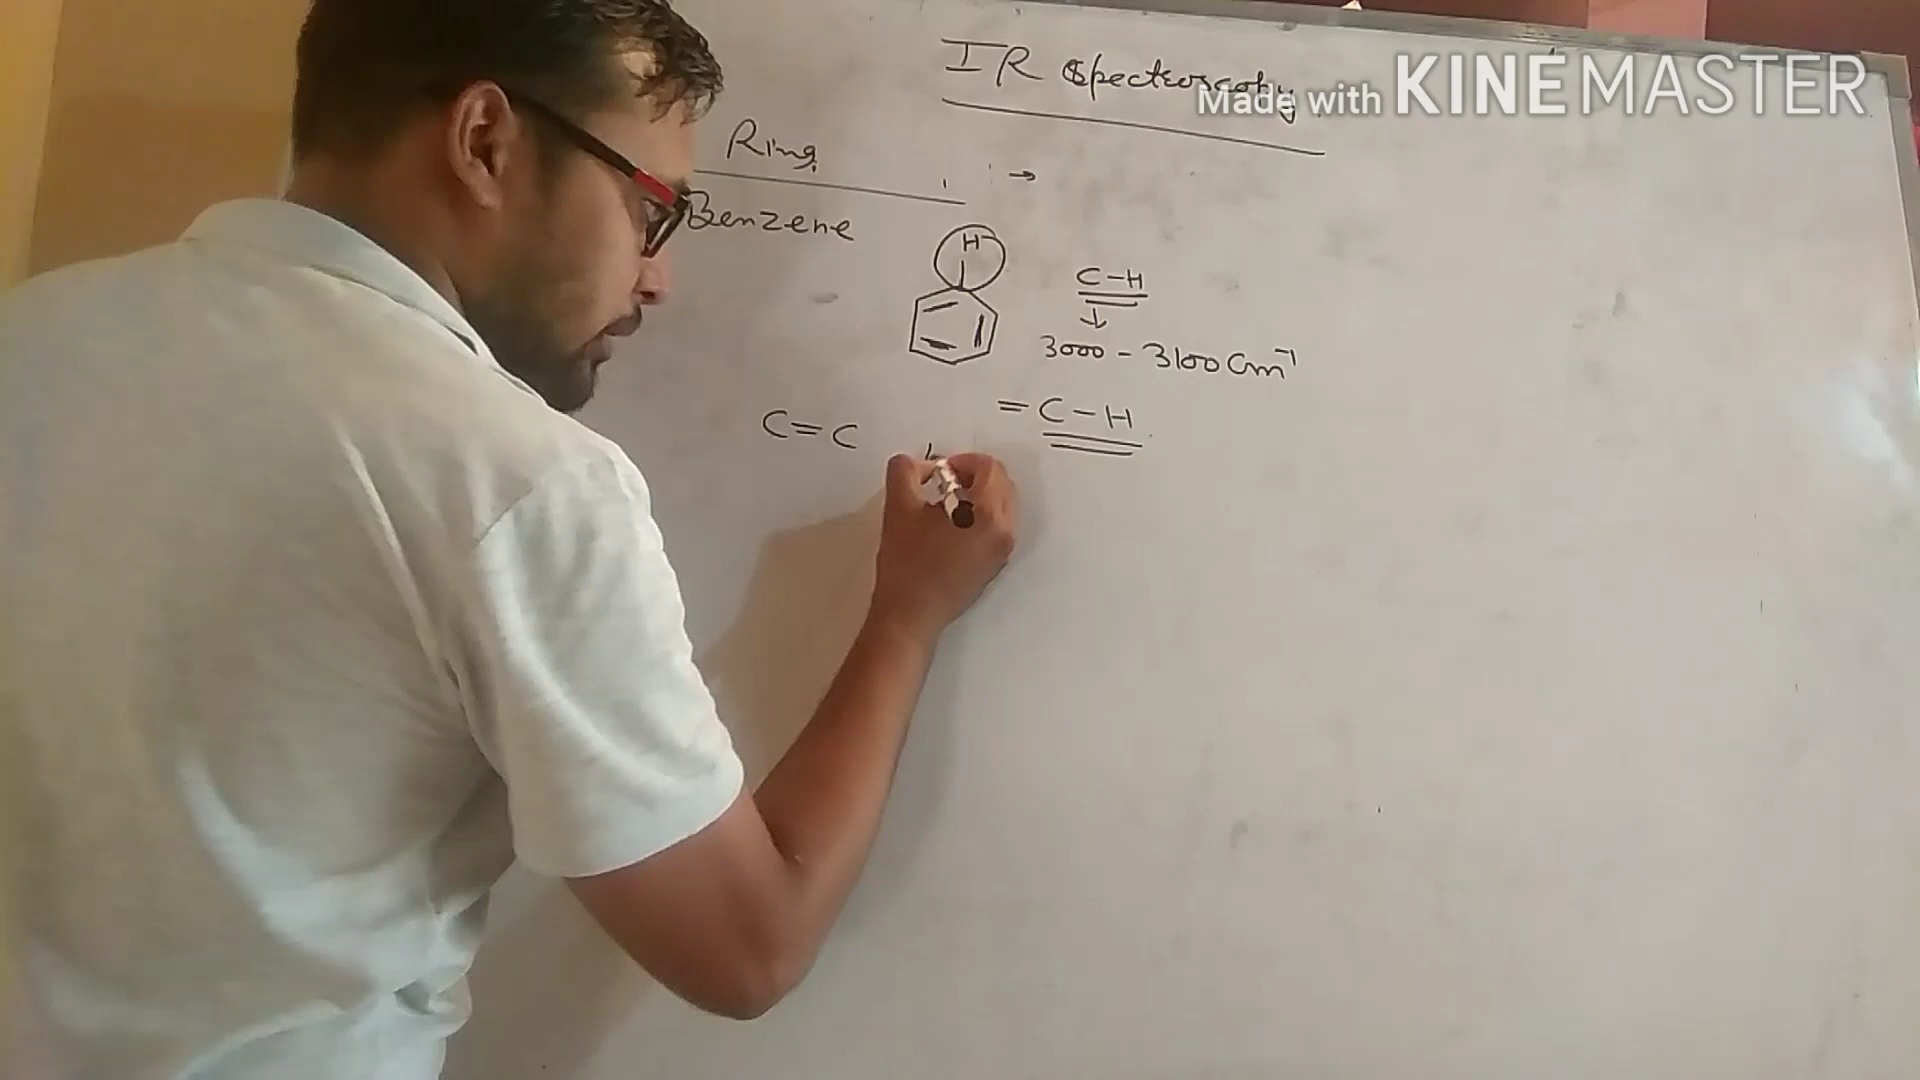 IR Spectroscopy
Made with KINEMASTER
Ring
→
Benzene
H
C-H
↓
3000 - 3100 cm⁻¹
= C-H
C=C